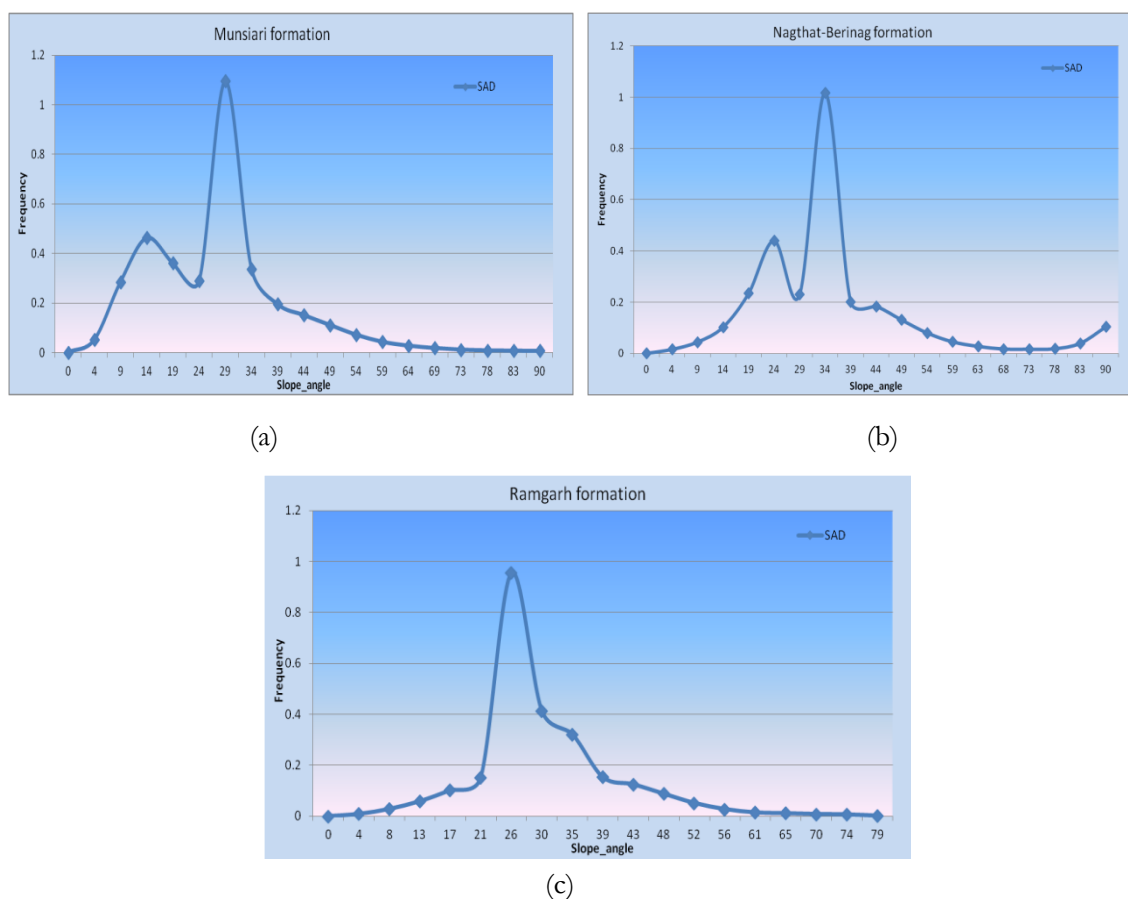 Munsiari formation
SAD
Frequency
1.2
1
0.8
0.6
0.4
0.2
0
0 4 9 14 19 24 29 34 39 44 49 54 59 64 69 73 78 83 90
Slope_angle
(a)
Nagthat-Berinag formation
SAD
Frequency
1.2
1
0.8
0.6
0.4
0.2
0
0 4 9 14 19 24 29 34 39 44 49 54 59 63 68 73 78 83 90
Slope_angle
(b)
Ramgarh formation
SAD
Frequency
1.2
1
0.8
0.6
0.4
0.2
0
0 4 8 13 17 21 26 30 35 39 43 48 52 56 61 65 70 74 79
Slope_angle
(c)